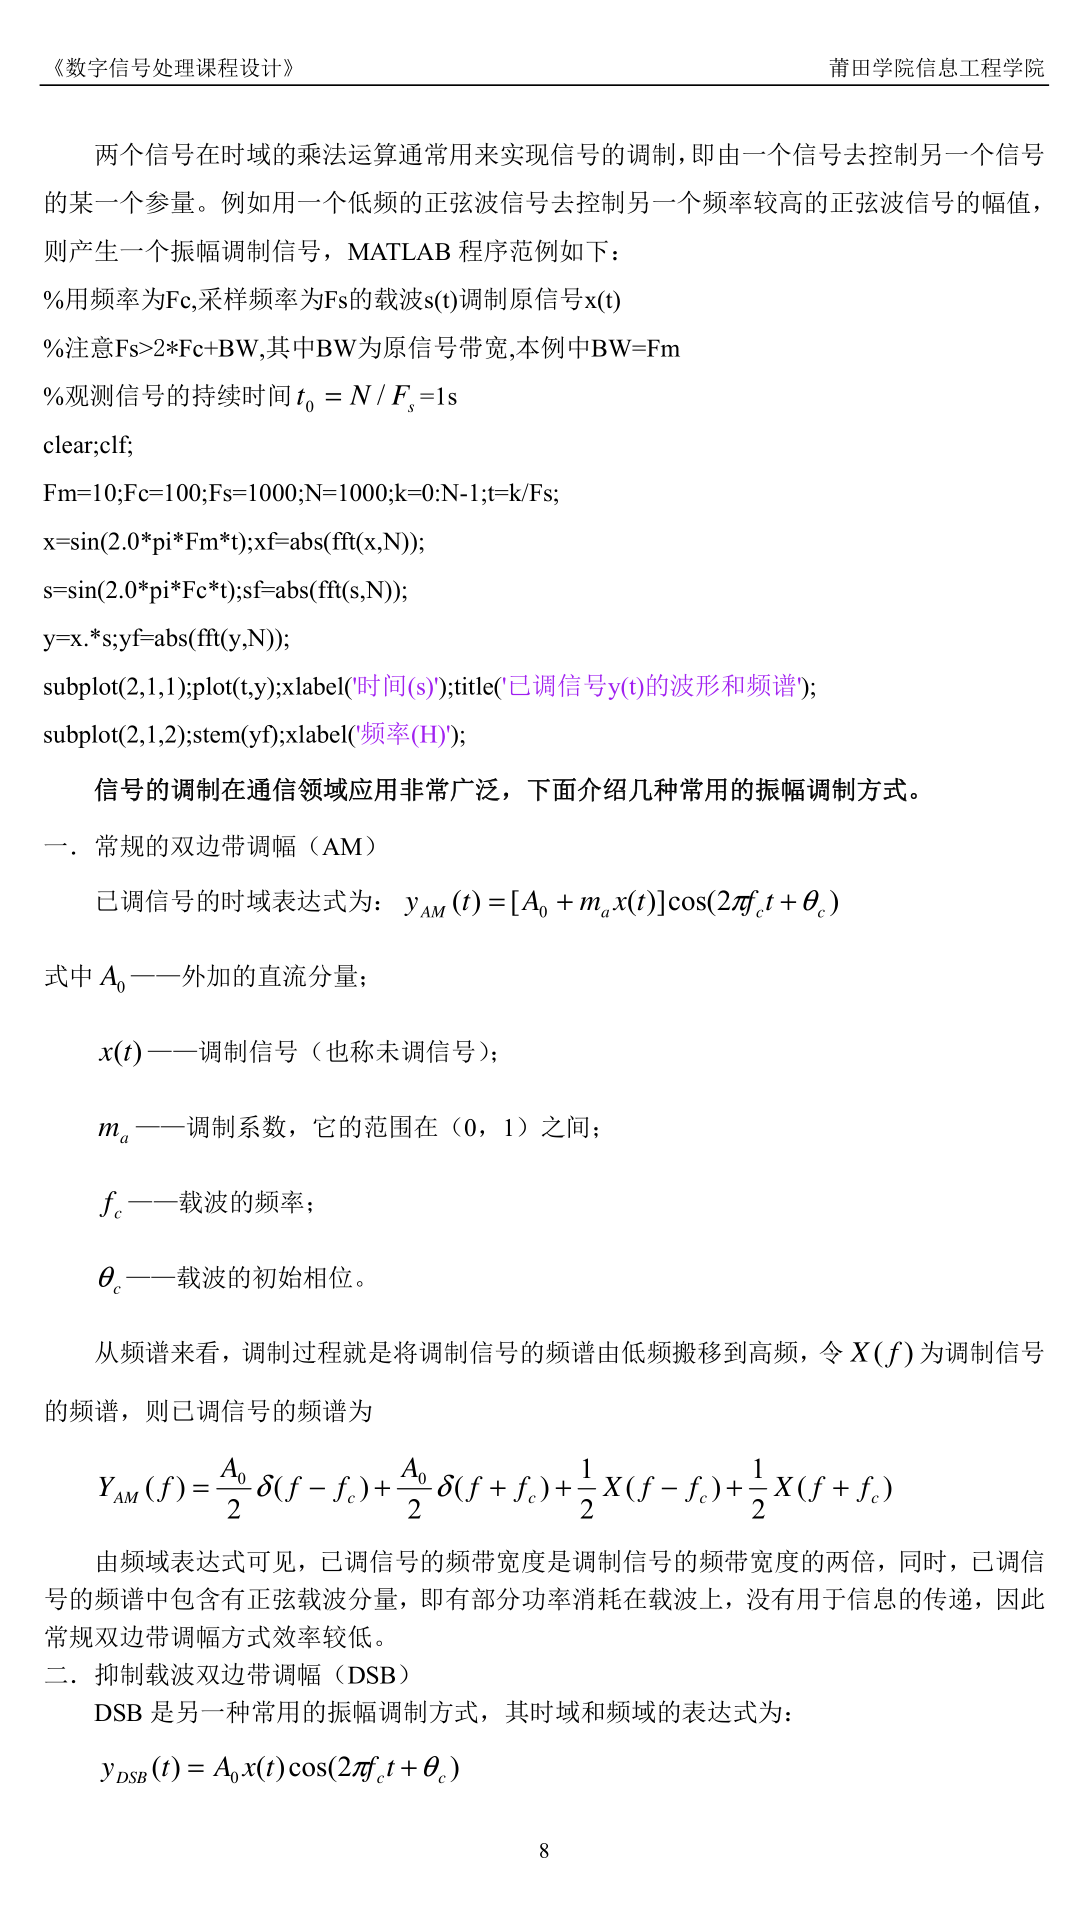 《数字信号处理课程设计》 莆田学院信息工程学院
两个信号在时域的乘法运算通常用来实现信号的调制，即由一个信号去控制另一个信号
的某一个参量。例如用一个低频的正弦波信号去控制另一个频率较高的正弦波信号的幅值，
则产生一个振幅调制信号，MATLAB 程序范例如下：
%用频率为Fc,采样频率为Fs的载波s(t)调制原信号x(t)
%注意Fs>2*Fc+BW,其中BW为原信号带宽,本例中BW=Fm
%观测信号的持续时间 t₀ = N / Fₛ =1s
clear;clf;
Fm=10;Fc=100;Fs=1000;N=1000;k=0:N-1;t=k/Fs;
x=sin(2.0*pi*Fm*t);xf=abs(fft(x,N));
s=sin(2.0*pi*Fc*t);sf=abs(fft(s,N));
y=x.*s;yf=abs(fft(y,N));
subplot(2,1,1);plot(t,y);xlabel('时间(s)');title('已调信号y(t)的波形和频谱');
subplot(2,1,2);stem(yf);xlabel('频率(H)');
信号的调制在通信领域应用非常广泛，下面介绍几种常用的振幅调制方式。
一．常规的双边带调幅（AM）
已调信号的时域表达式为： y_{AM}(t) = [A_0 + m_a x(t)]cos(2πf_c t + θ_c)
式中 A_0 ——外加的直流分量；
x(t) ——调制信号（也称未调信号）；
m_a ——调制系数，它的范围在（0，1）之间；
f_c ——载波的频率；
θ_c ——载波的初始相位。
从频谱来看，调制过程就是将调制信号的频谱由低频搬移到高频，令 X(f) 为调制信号
的频谱，则已调信号的频谱为
Y_{AM}(f) = A_0/2 δ(f − f_c) + A_0/2 δ(f + f_c) + 1/2 X(f − f_c) + 1/2 X(f + f_c)
由频域表达式可见，已调信号的频带宽度是调制信号的频带宽度的两倍，同时，已调信
号的频谱中包含有正弦载波分量，即有部分功率消耗在载波上，没有用于信息的传递，因此
常规双边带调幅方式效率较低。
二．抑制载波双边带调幅（DSB）
DSB 是另一种常用的振幅调制方式，其时域和频域的表达式为：
y_{DSB}(t) = A_0 x(t)cos(2πf_c t + θ_c)
8